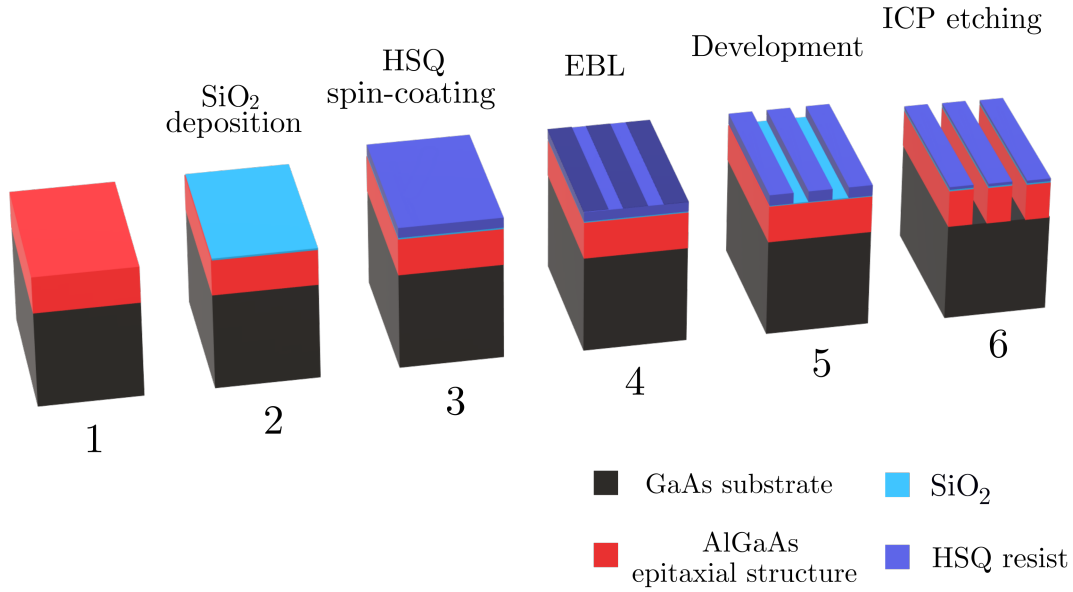 ICP etching
Development
HSQ
spin-coating
EBL
SiO₂
deposition
1
2
3
4
5
6
GaAs substrate
SiO₂
AlGaAs
epitaxial structure
HSQ resist